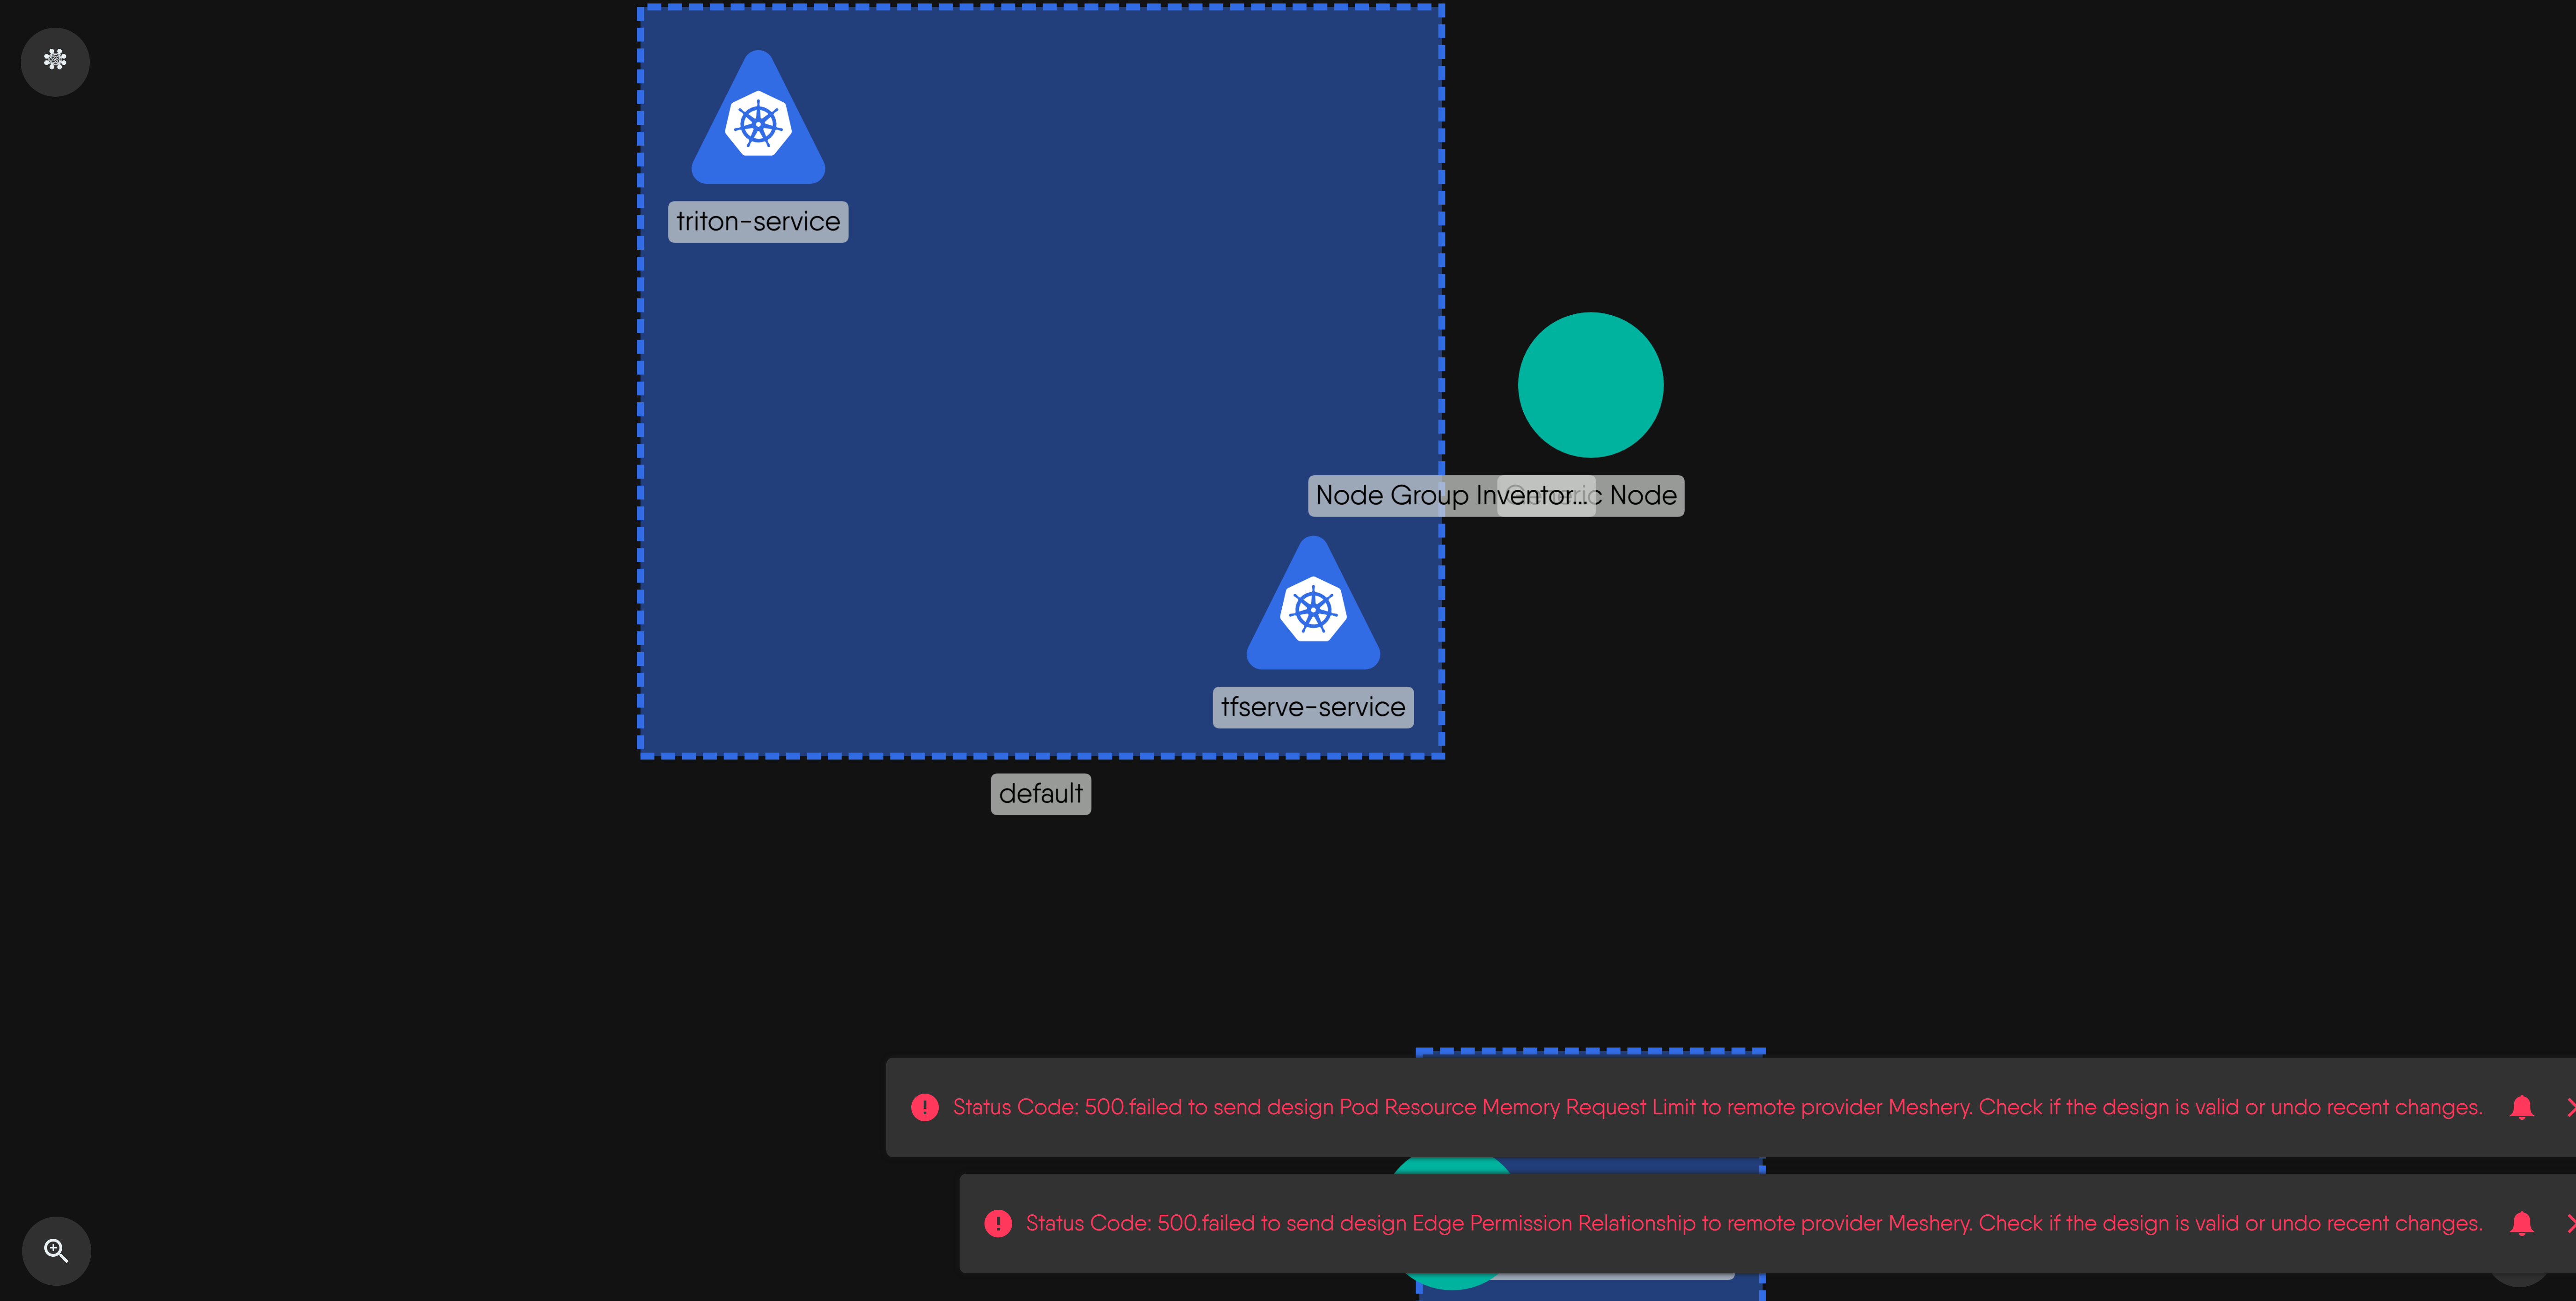 triton-service
Node Group Inventor...
Node
tfserve-service
default
Status Code: 500.failed to send design Pod Resource Memory Request Limit to remote provider Meshery. Check if the design is valid or undo recent changes.
Status Code: 500.failed to send design Edge Permission Relationship to remote provider Meshery. Check if the design is valid or undo recent changes.